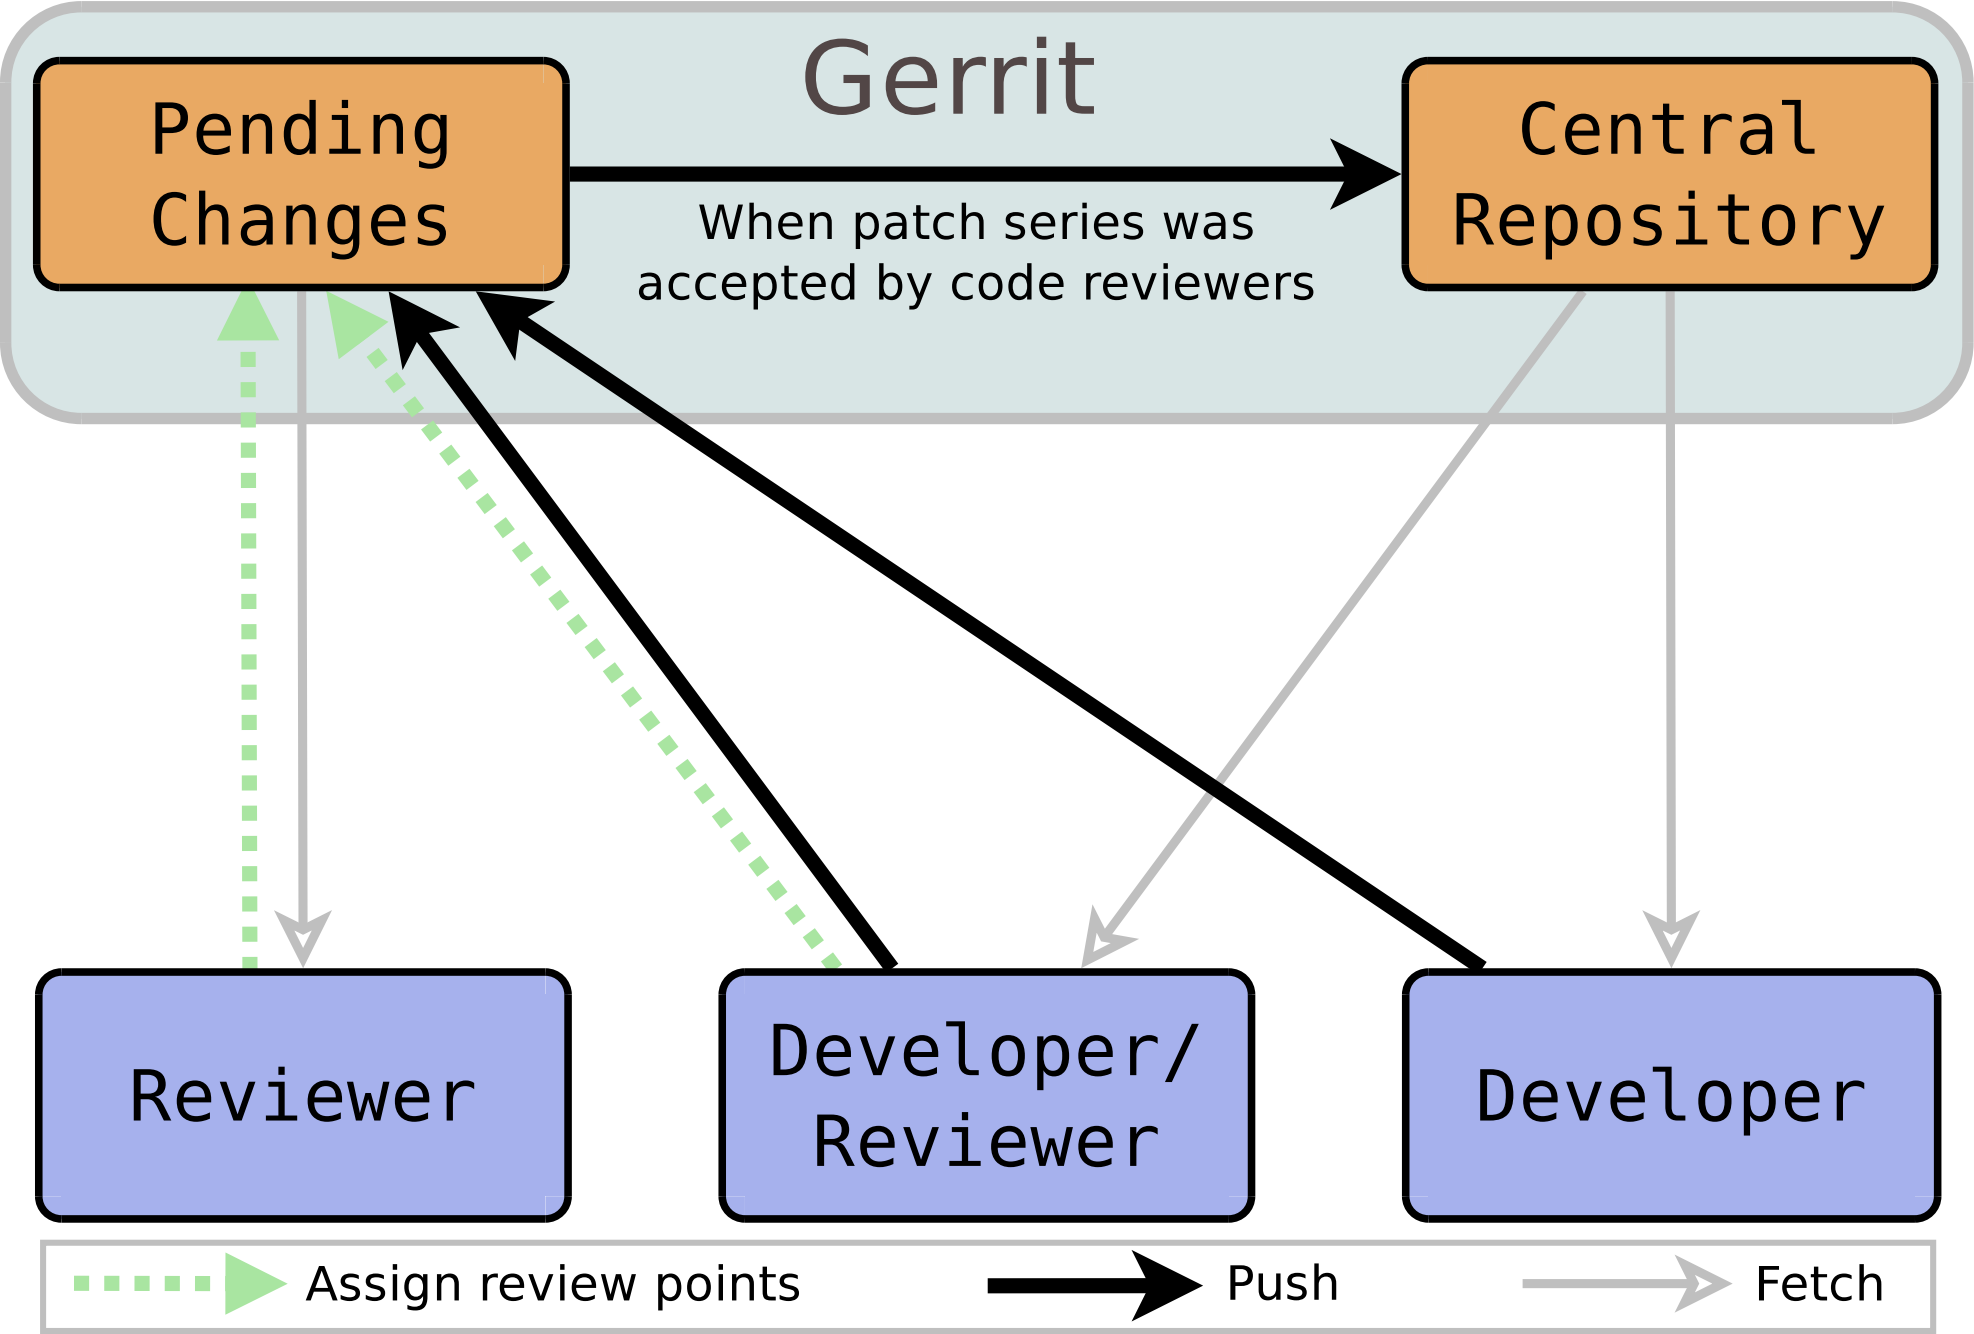 Gerrit
Pending
Changes
Central
Repository
When patch series was
accepted by code reviewers
Reviewer
Developer/
Reviewer
Developer
Assign review points
Push
Fetch